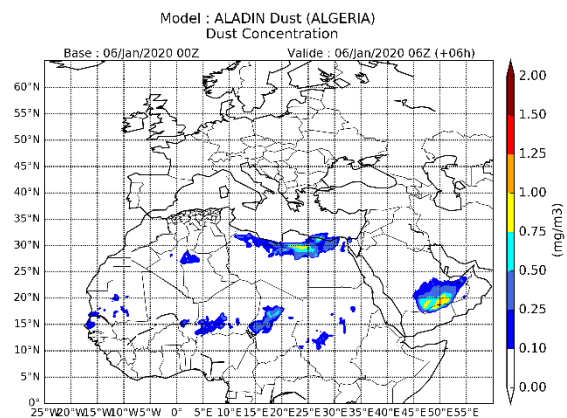 Model : ALADIN Dust (ALGERIA)
Dust Concentration
Base : 06/Jan/2020 00Z Valide : 06/Jan/2020 06Z (+06h)
60°N
55°N
50°N
45°N
40°N
35°N
30°N
25°N
20°N
15°N
10°N
5°N
0°
25°W20°W15°W10°W5°W 0° 5°E 10°E15°E20°E25°E30°E35°E40°E45°E50°E55°E
2.00
1.50
1.25
1.00
0.75
0.50
0.25
0.10
0.00
(mg/m3)